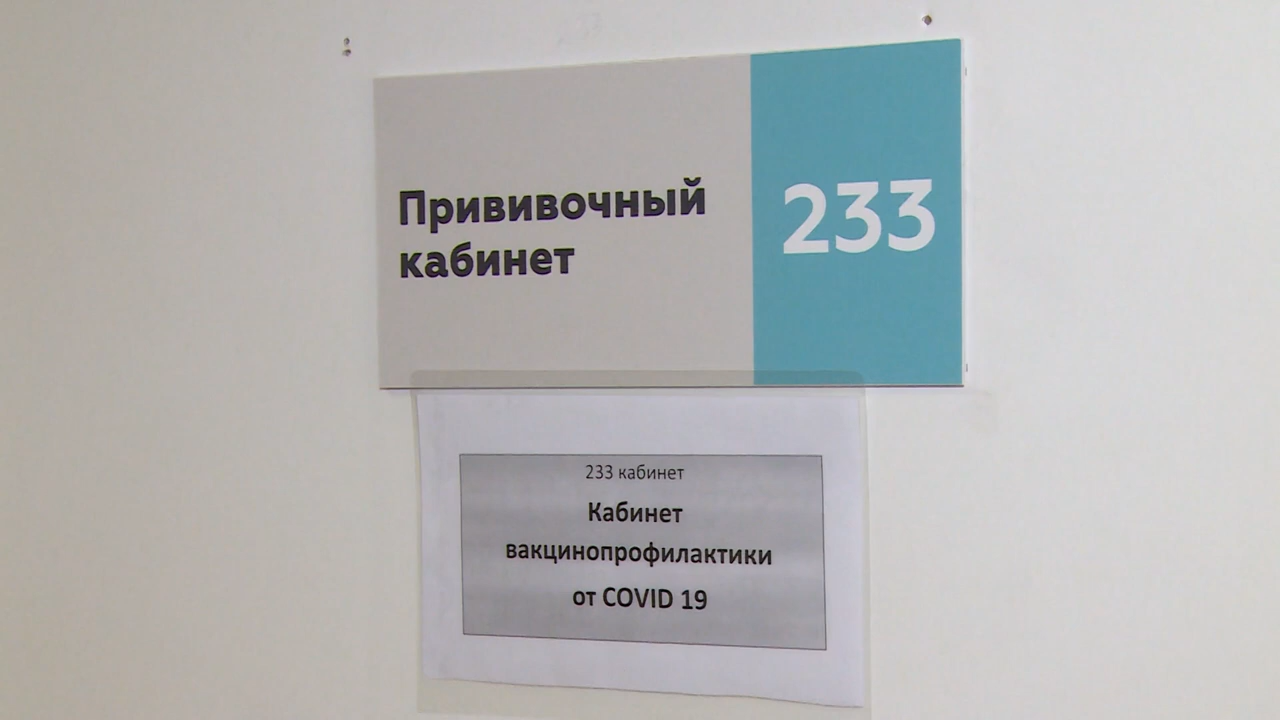 Прививочный
кабинет
233
233 кабинет
Кабинет
вакцинопрофилактики
от COVID 19